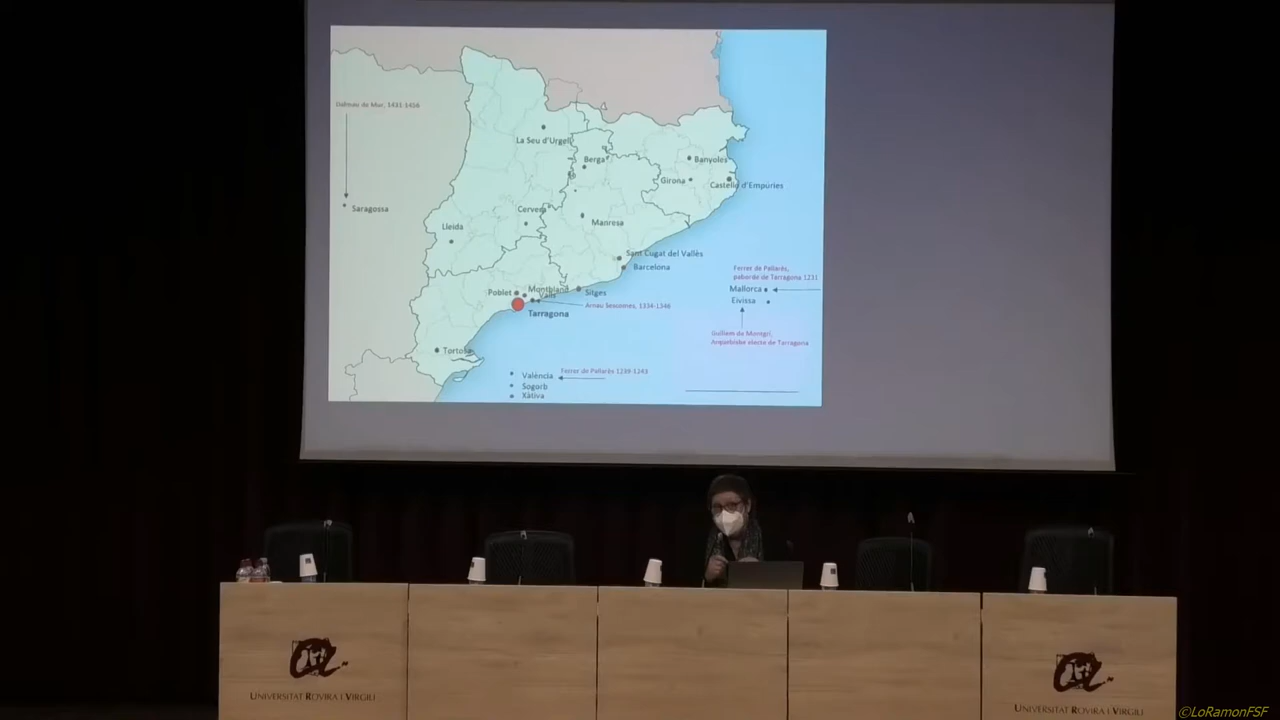 Dalmau de Mur, 1431-1456
La Seu d'Urgell
Berga
Banyoles
Girona
Castelló d'Empúries
Saragossa
Cervera
Manresa
Lleida
Sant Cugat del Vallès
Barcelona
Ferrer de Pallarès,
paborde de Tarragona 1231
Mallorca
Eivissa
Poblet
Montblanc
Valls
Sitges
Arnau Sescomes, 1334-1346
Tarragona
Guillem de Montgrí,
Arquebisbe electe de Tarragona
Tortosa
València
Ferrer de Pallarès 1239-1243
Sogorb
Xàtiva
UNIVERSITAT ROVIRA I VIRGILI
UNIVERSITAT ROVIRA I VIRGILI
©LoRamonFSF